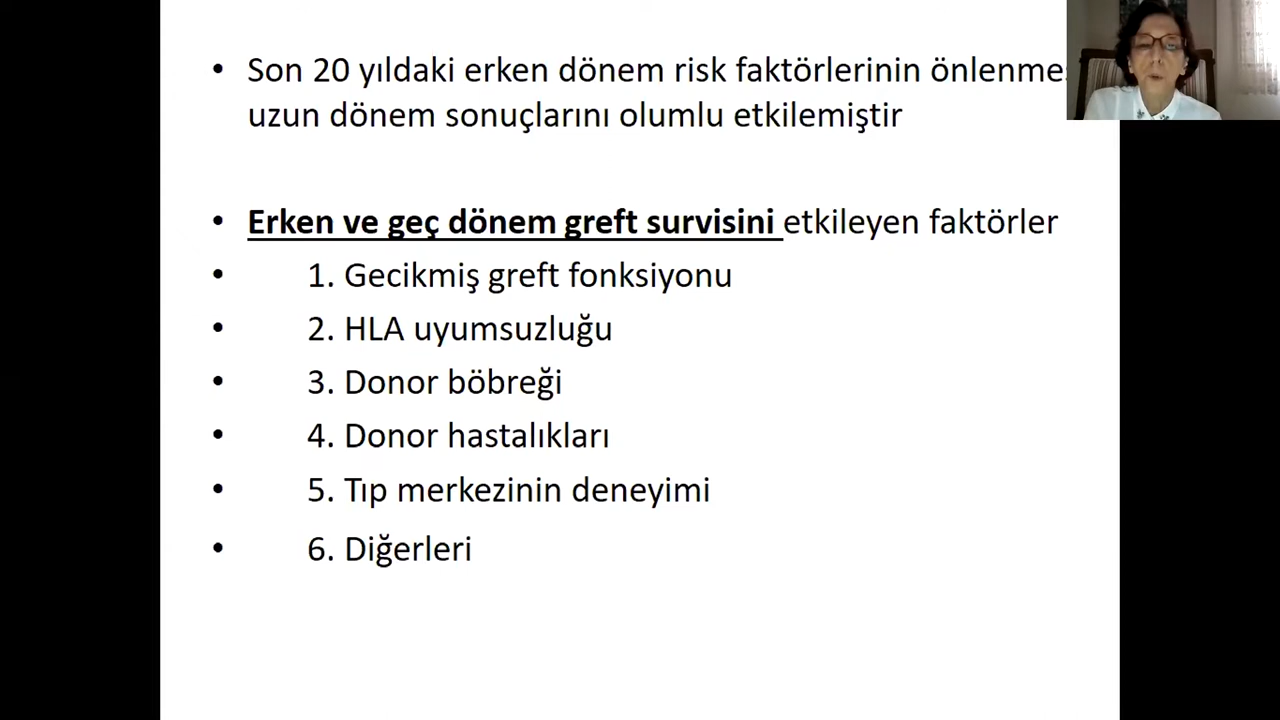 • Son 20 yıldaki erken dönem risk faktörlerinin
uzun dönem sonuçlarını olumlu etkilemiştir
• Erken ve geç dönem greft survisini etkileyen faktörler
• 1. Gecikmiş greft fonksiyonu
• 2. HLA uyumsuzluğu
• 3. Donor böbreği
• 4. Donor hastalıkları
• 5. Tıp merkezinin deneyimi
• 6. Diğerleri